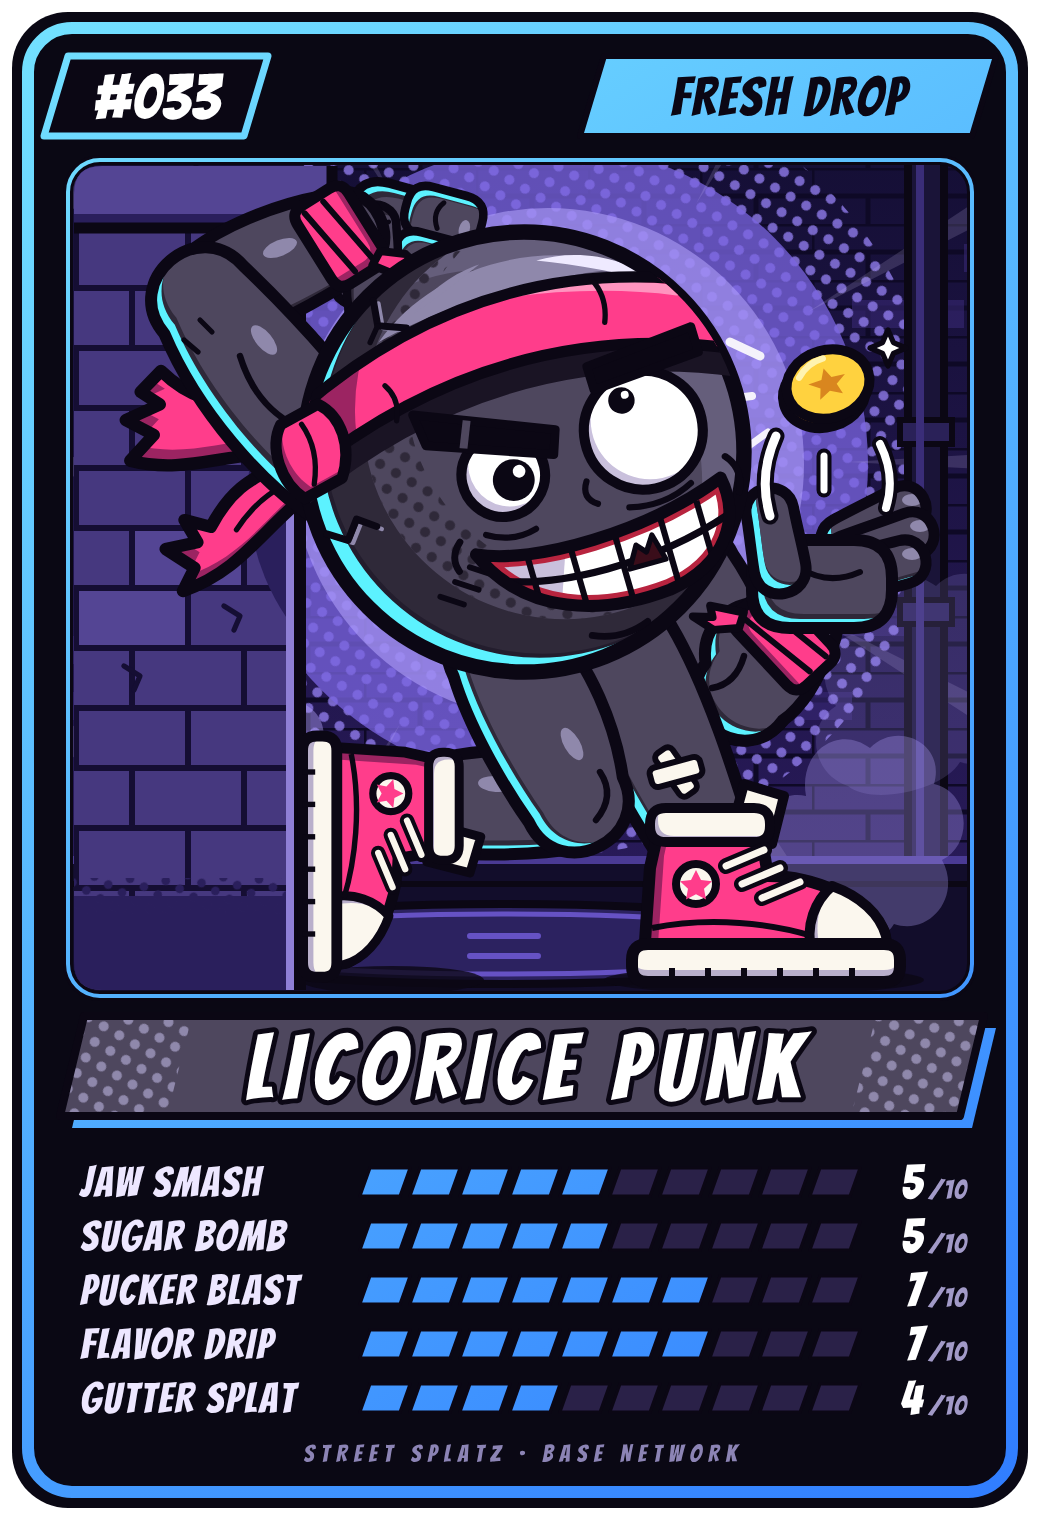 #033
FRESH DROP
LICORICE PUNK
JAW SMASH 5/10
SUGAR BOMB 5/10
PUCKER BLAST 7/10
FLAVOR DRIP 7/10
GUTTER SPLAT 4/10
STREET SPLATZ · BASE NETWORK